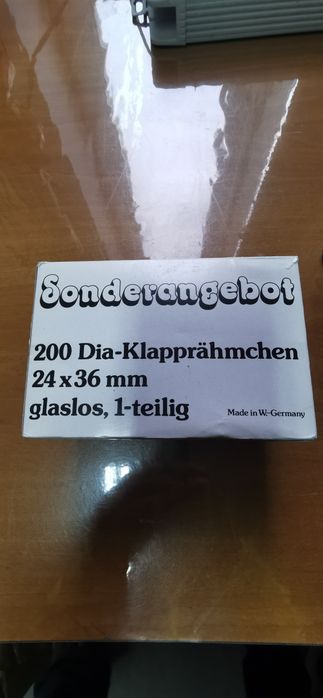 Sonderangebot
200 Dia-Klapprähmchen
24 x 36 mm
glaslos, 1-teilig
Made in W.-Germany